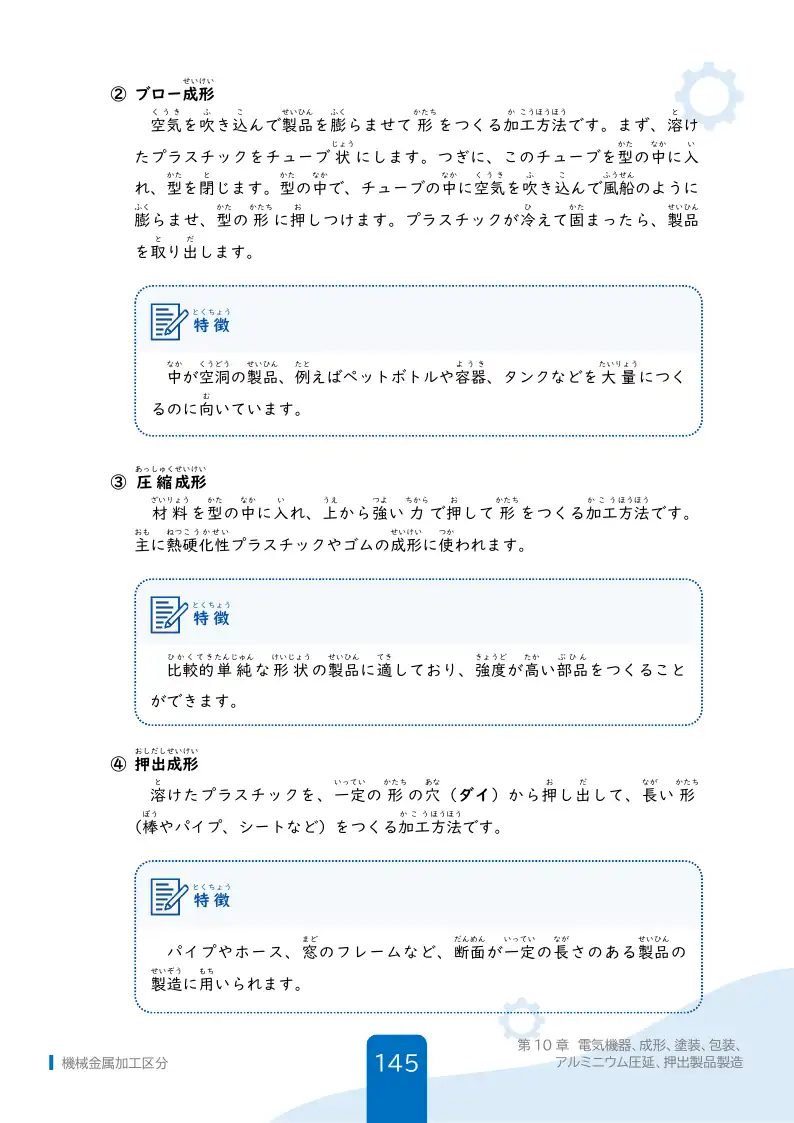 ② ブロー成形
空気を吹き込んで製品を膨らませて形をつくる加工方法です。まず、溶け
たプラスチックをチューブ状にします。つぎに、このチューブを型の中に入
れ、型を閉じます。型の中で、チューブの中に空気を吹き込んで風船のように
膨らませ、型の形に押しつけます。プラスチックが冷えて固まったら、製品
を取り出します。
特徴
中が空洞の製品、例えばペットボトルや容器、タンクなどを大量につく
るのに向いています。
③ 圧縮成形
材料を型の中に入れ、上から強い力で押して形をつくる加工方法です。
主に熱硬化性プラスチックやゴムの成形に使われます。
特徴
比較的単純な形状の製品に適しており、強度が高い部品をつくること
ができます。
④ 押出成形
溶けたプラスチックを、一定の形の穴（ダイ）から押し出して、長い形
（棒やパイプ、シートなど）をつくる加工方法です。
特徴
パイプやホース、窓のフレームなど、断面が一定の長さのある製品の
製造に用いられます。
機械金属加工区分
145
第 10 章 電気機器、成形、塗装、包装、
アルミニウム圧延、押出製品製造